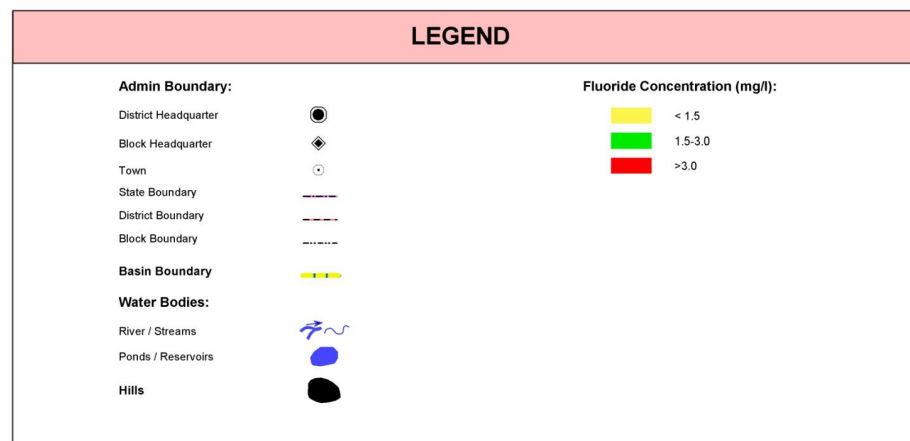 LEGEND
Admin Boundary:
District Headquarter
Block Headquarter
Town
State Boundary
District Boundary
Block Boundary
Basin Boundary
Water Bodies:
River / Streams
Ponds / Reservoirs
Hills
Fluoride Concentration (mg/l):
< 1.5
1.5-3.0
>3.0